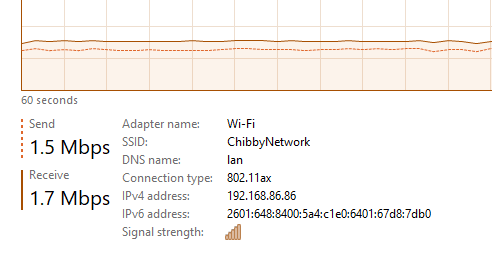 60 seconds
Send
1.5 Mbps
Receive
1.7 Mbps
Adapter name: Wi-Fi
SSID: ChibbyNetwork
DNS name: lan
Connection type: 802.11ax
IPv4 address: 192.168.86.86
IPv6 address: 2601:648:8400:5a4:c1e0:6401:67d8:7db0
Signal strength: